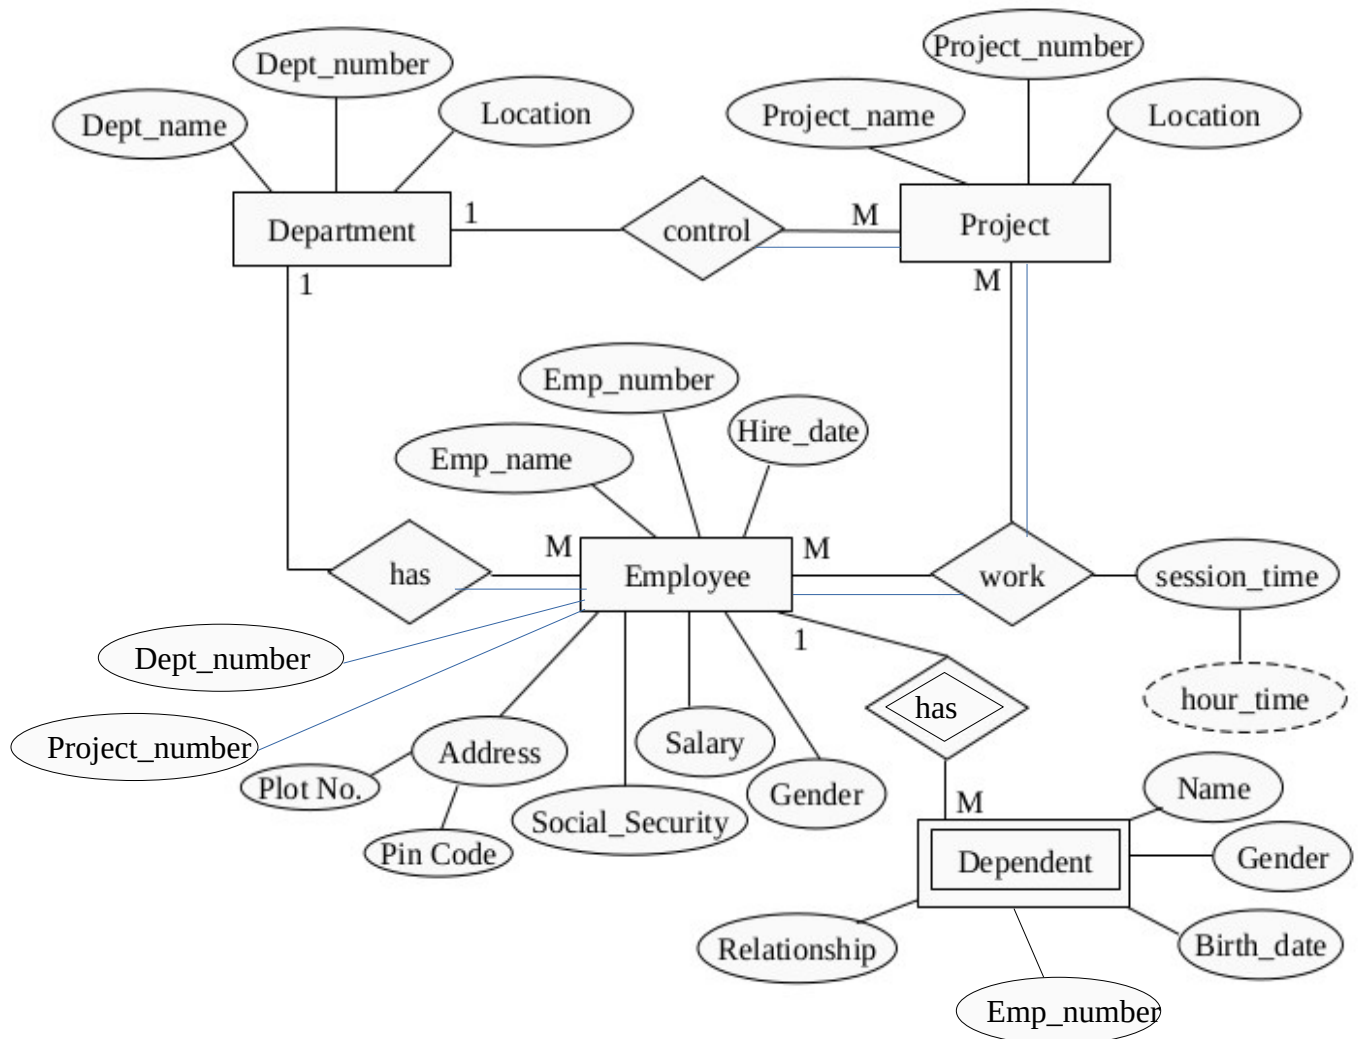 Project_number
Dept_number
Dept_name
Location
Project_name
Location
Department
1
control
M
Project
1
M
Emp_number
Hire_date
Emp_name
has
M
Employee
M
work
session_time
1
Dept_number
hour_time
has
Project_number
Address
Salary
Plot No.
Gender
Name
M
Social_Security
Pin Code
Dependent
Gender
Relationship
Birth_date
Emp_number